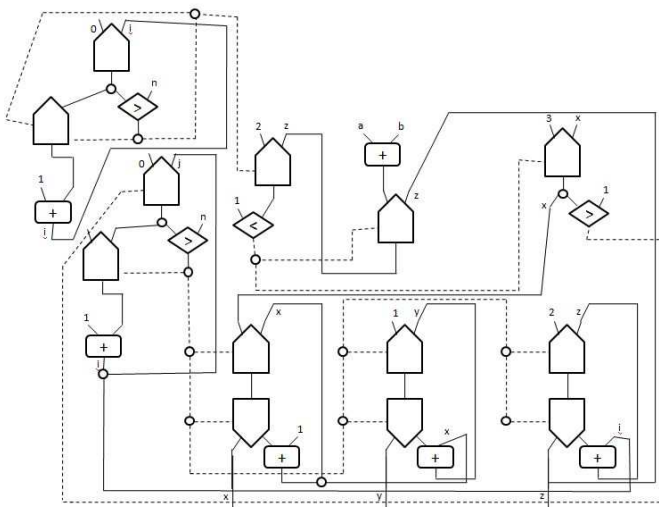 0 i
n
>
1
+
i
0 j
n
>
1
+
j
2 z
1
<
a b
+
z
3 x
x
1
>
x
1
+
x
1 y
x
+
y
2 z
i
+
z